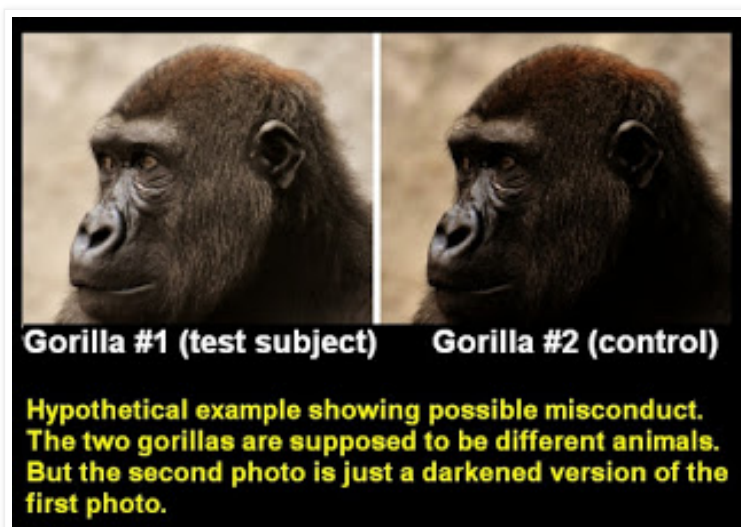 Gorilla #1 (test subject) Gorilla #2 (control)
Hypothetical example showing possible misconduct.
The two gorillas are supposed to be different animals.
But the second photo is just a darkened version of the
first photo.